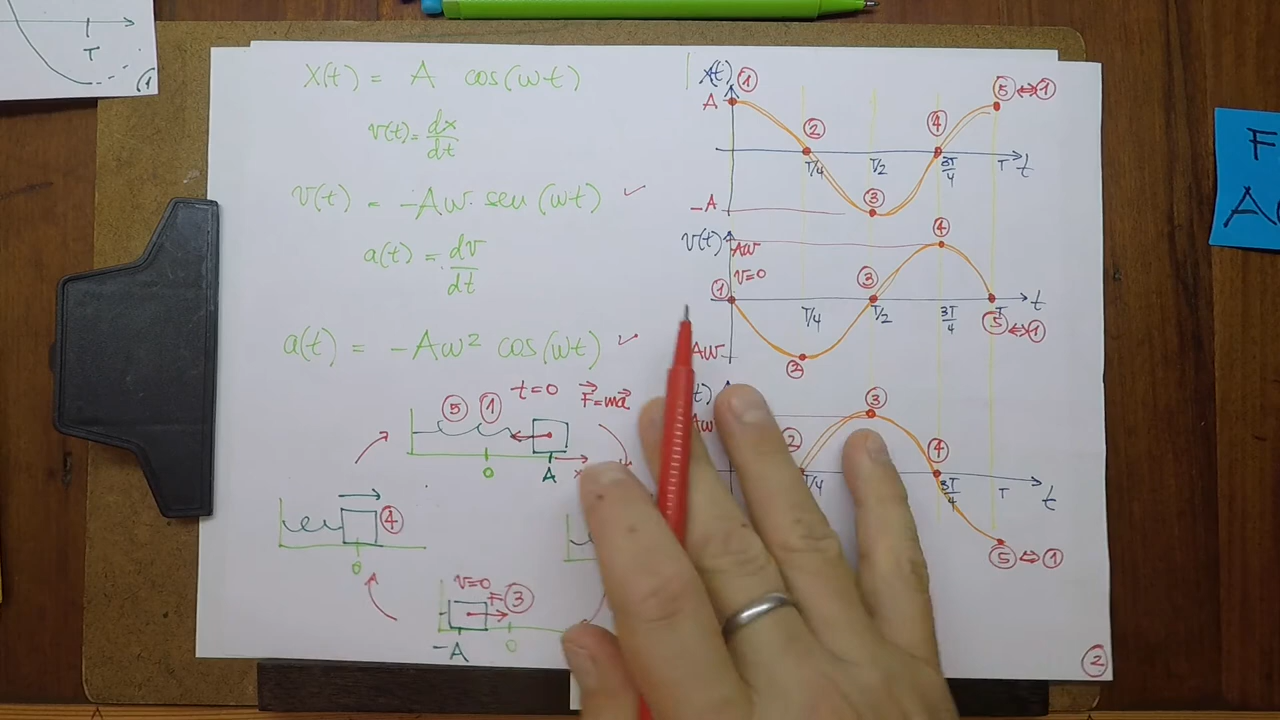 X(t) = A cos(ωt)
v(t) = dx/dt
v(t) = -Aω · sen(ωt) ✓
a(t) = dv/dt
a(t) = -Aω² cos(ωt) ✓
t=0 F⃗=ma⃗
5 1
0 A x
4
0
v=0
F= 3
-A 0
x(t) 1
A
2 4 5 ⇔ 1
T/4 T/2 3T/4 T t
-A 3
v(t) Aω 4
v=0
1 3
T/4 T/2 3T/4 T t
5 ⇔ 1
Aω 2
t)
3
Aω 2 4
T/4 3T/4 T t
5 ⇔ 1
2
T
(1
F
A